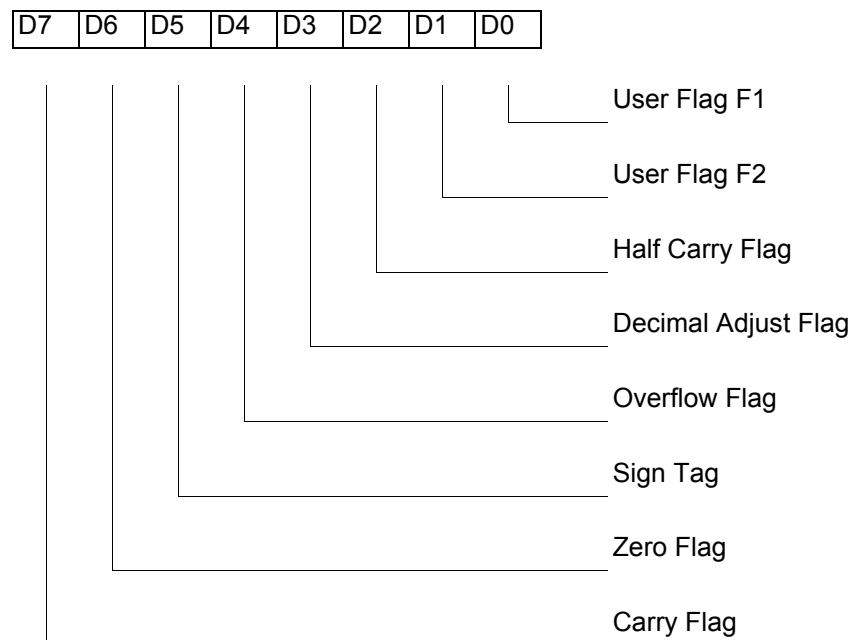 D7 D6 D5 D4 D3 D2 D1 D0
User Flag F1
User Flag F2
Half Carry Flag
Decimal Adjust Flag
Overflow Flag
Sign Tag
Zero Flag
Carry Flag